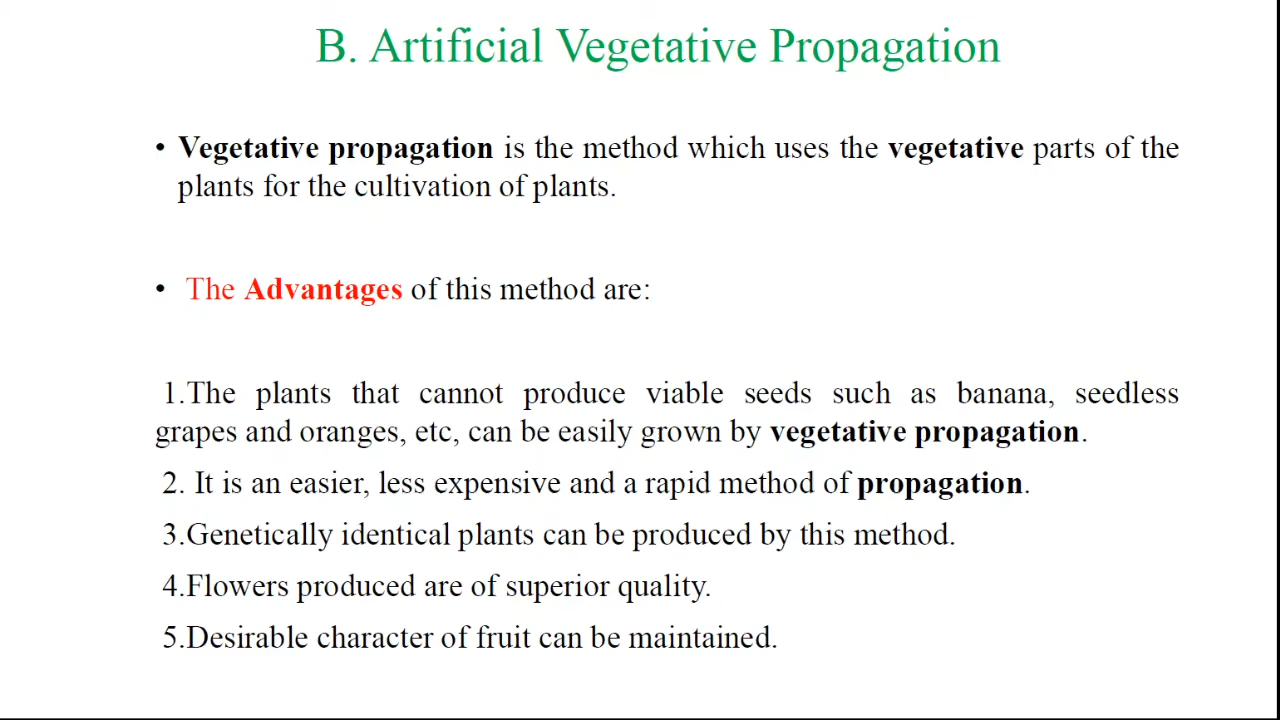 B. Artificial Vegetative Propagation
• Vegetative propagation is the method which uses the vegetative parts of the
plants for the cultivation of plants.
• The Advantages of this method are:
1.The plants that cannot produce viable seeds such as banana, seedless
grapes and oranges, etc, can be easily grown by vegetative propagation.
2. It is an easier, less expensive and a rapid method of propagation.
3.Genetically identical plants can be produced by this method.
4.Flowers produced are of superior quality.
5.Desirable character of fruit can be maintained.